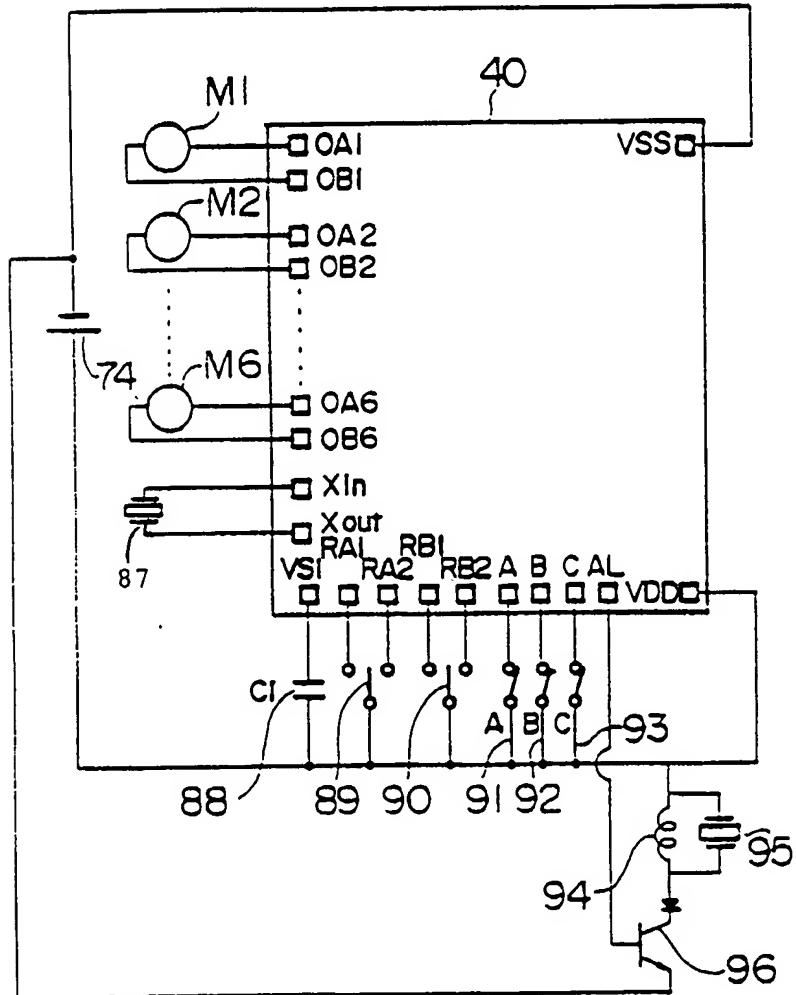 40
M1
OA1
VSS
OB1
M2
OA2
OB2
74
M6
OA6
OB6
Xin
Xout
87
VS1 RA1 RA2 RB1 RB2 A B C AL VDD
C1
A B C
88 89 90 91 92 93
94 95
96